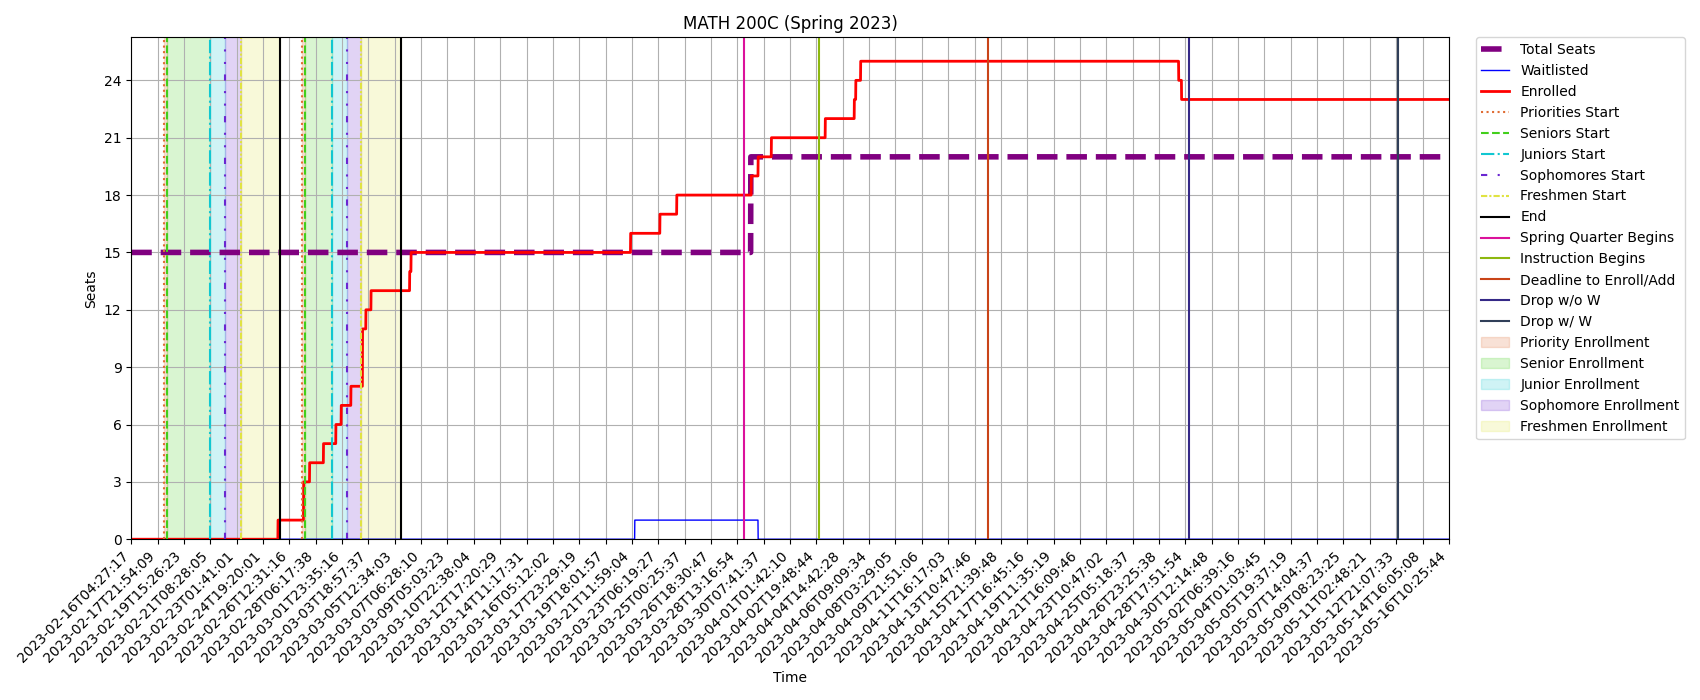 MATH 200C (Spring 2023)
Seats
24
21
18
15
12
9
6
3
0
2023-02-16T04:27:17
2023-02-17T21:54:09
2023-02-19T15:26:23
2023-02-21T08:28:05
2023-02-23T01:41:01
2023-02-24T19:20:01
2023-02-26T12:31:16
2023-02-28T06:17:38
2023-03-01T23:35:16
2023-03-03T18:57:37
2023-03-05T12:34:03
2023-03-07T06:28:10
2023-03-09T05:03:23
2023-03-10T22:38:04
2023-03-12T17:20:29
2023-03-14T11:17:31
2023-03-16T05:12:02
2023-03-17T23:29:19
2023-03-19T18:01:57
2023-03-21T11:59:04
2023-03-23T06:19:27
2023-03-25T00:25:37
2023-03-26T18:30:47
2023-03-28T13:16:54
2023-03-30T07:41:37
2023-04-01T01:42:10
2023-04-02T19:48:44
2023-04-04T14:42:28
2023-04-06T09:09:34
2023-04-08T03:29:05
2023-04-09T21:51:06
2023-04-11T16:17:03
2023-04-13T10:47:46
2023-04-15T21:39:48
2023-04-17T16:45:16
2023-04-19T11:35:19
2023-04-21T16:09:46
2023-04-23T10:47:02
2023-04-25T05:18:37
2023-04-26T23:25:38
2023-04-28T17:51:54
2023-04-30T12:14:48
2023-05-02T06:39:16
2023-05-04T01:03:45
2023-05-05T19:37:19
2023-05-07T14:04:37
2023-05-09T08:23:25
2023-05-11T02:48:21
2023-05-12T21:07:33
2023-05-14T16:05:08
2023-05-16T10:25:44
Time
Total Seats
Waitlisted
Enrolled
Priorities Start
Seniors Start
Juniors Start
Sophomores Start
Freshmen Start
End
Spring Quarter Begins
Instruction Begins
Deadline to Enroll/Add
Drop w/o W
Drop w/ W
Priority Enrollment
Senior Enrollment
Junior Enrollment
Sophomore Enrollment
Freshmen Enrollment